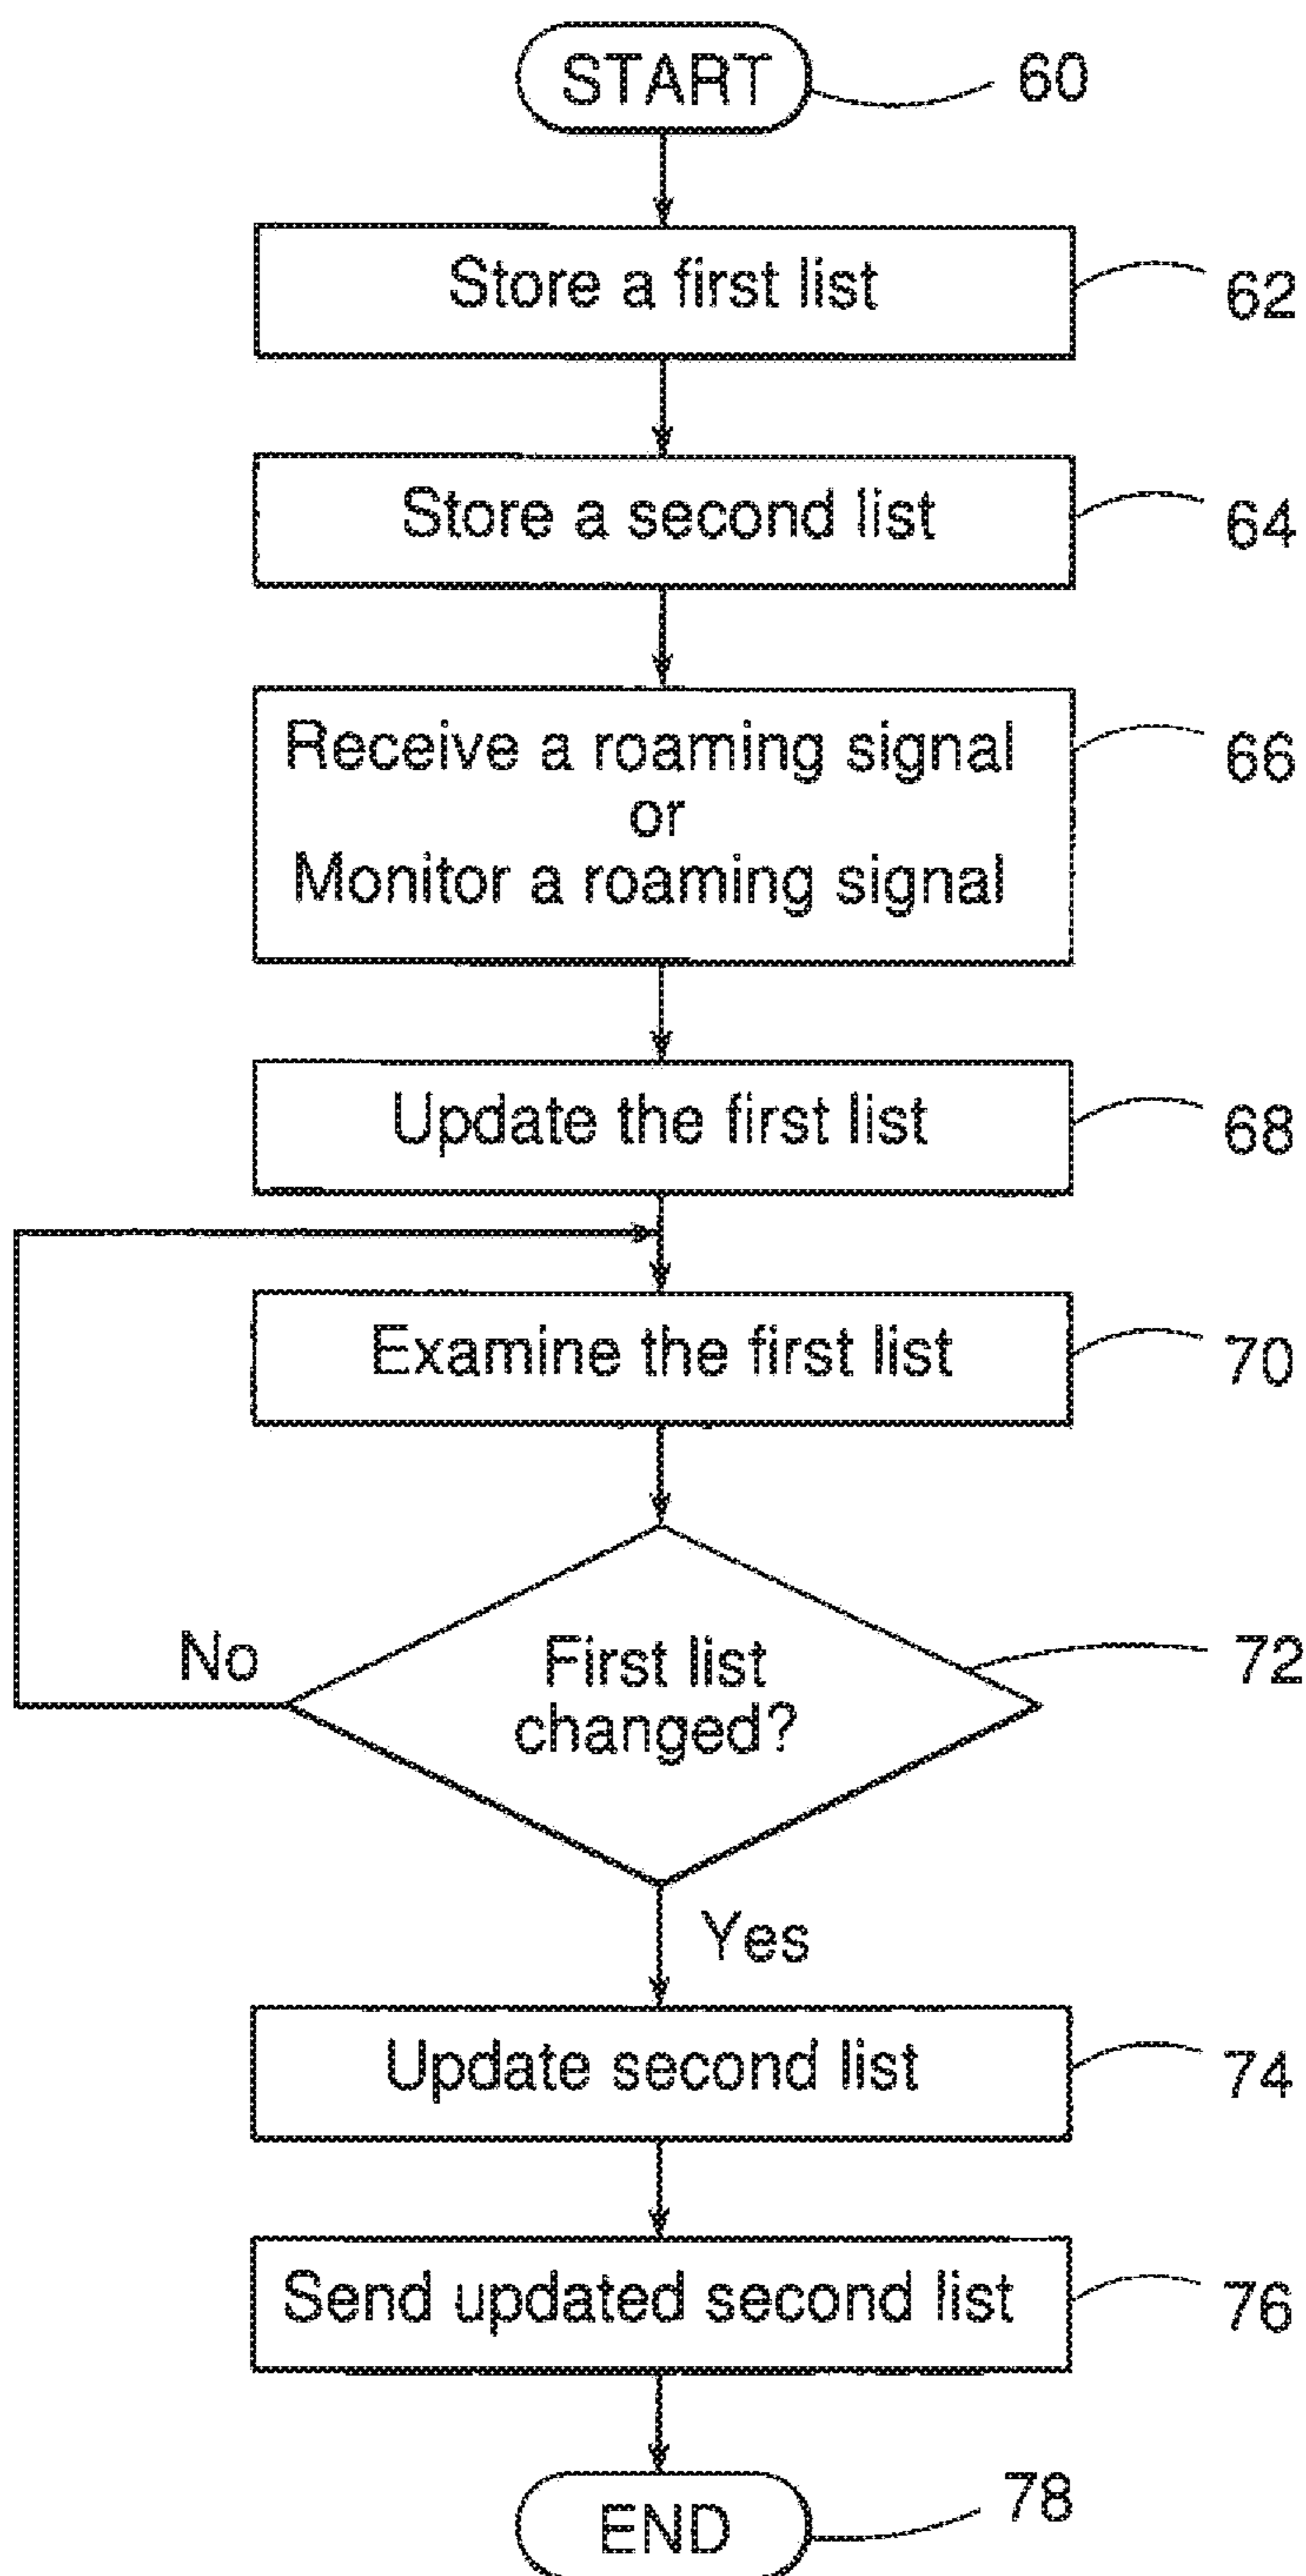 START
60
Store a first list
62
Store a second list
64
Receive a roaming signal
or
Monitor a roaming signal
66
Update the first list
68
Examine the first list
70
First list
changed?
72
No
Yes
Update second list
74
Send updated second list
76
END
78